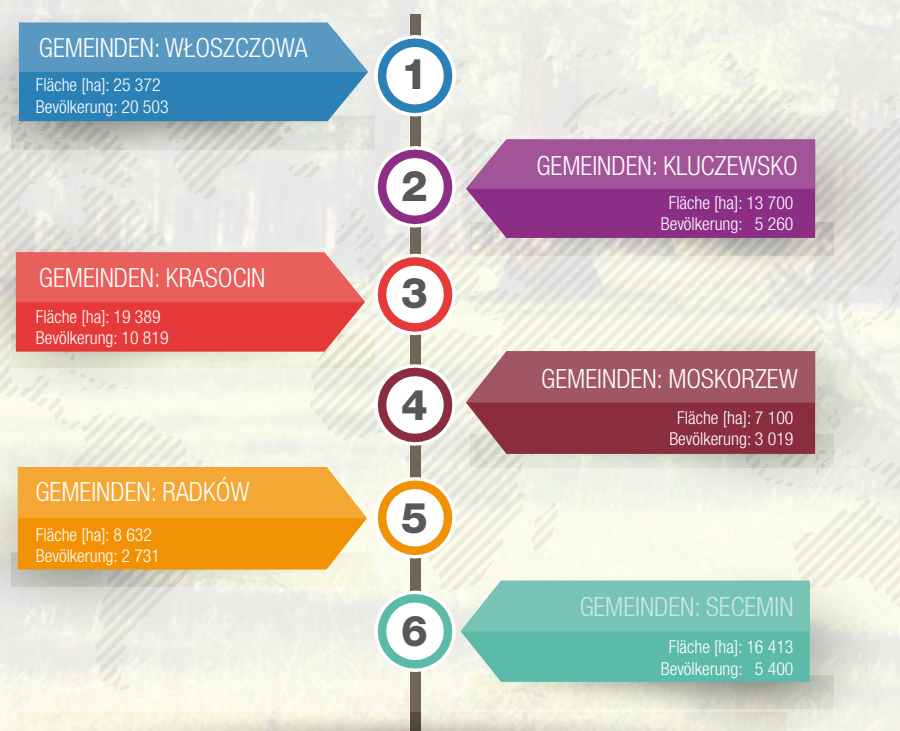 GEMEINDEN: WŁOSZCZOWA
Fläche [ha]: 25 372
Bevölkerung: 20 503
1
2
GEMEINDEN: KLUCZEWSKO
Fläche [ha]: 13 700
Bevölkerung: 5 260
GEMEINDEN: KRASOCIN
Fläche [ha]: 19 389
Bevölkerung: 10 819
3
4
GEMEINDEN: MOSKORZEW
Fläche [ha]: 7 100
Bevölkerung: 3 019
GEMEINDEN: RADKÓW
Fläche [ha]: 8 632
Bevölkerung: 2 731
5
6
GEMEINDEN: SECEMIN
Fläche [ha]: 16 413
Bevölkerung: 5 400